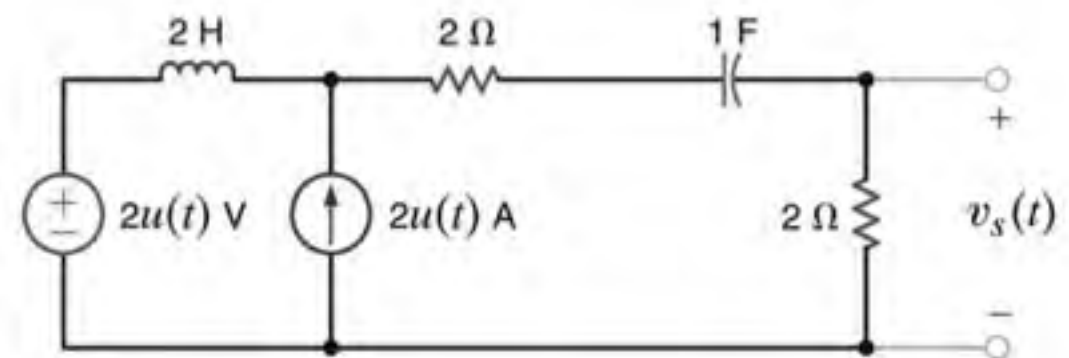 2 H
2 Ω
1 F
+
−
2u(t) V
2u(t) A
2 Ω
+
v_s(t)
−